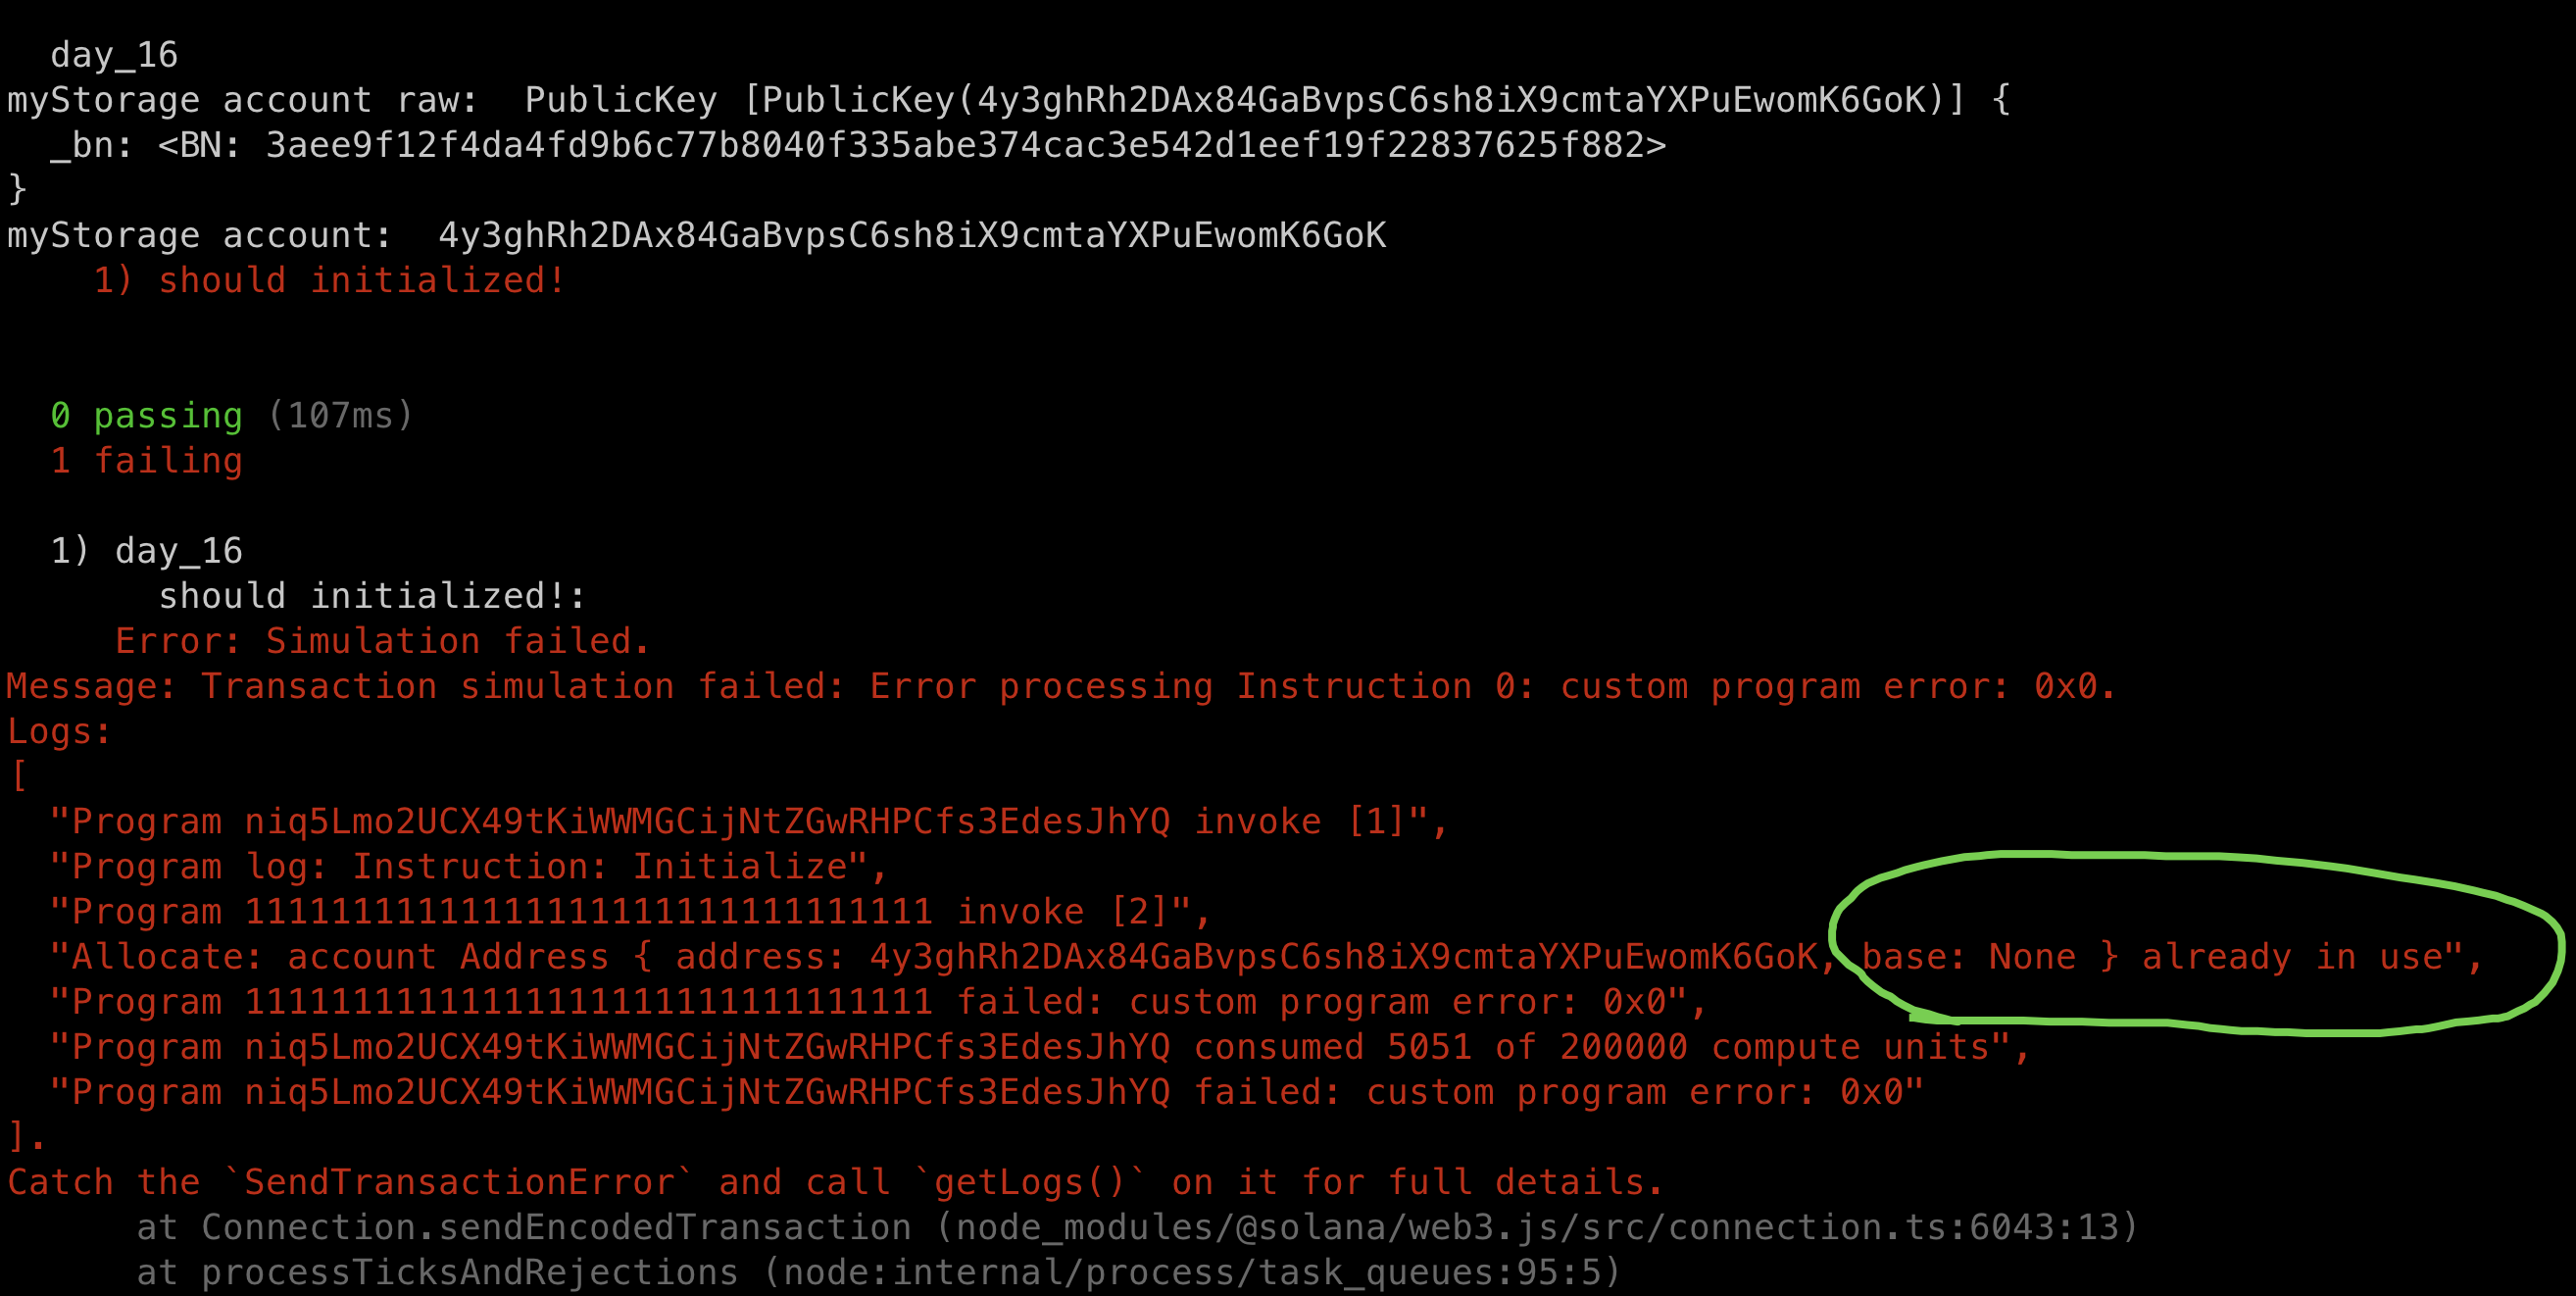 day_16
myStorage account raw:  PublicKey [PublicKey(4y3ghRh2DAx84GaBvpsC6sh8iX9cmtaYXPuEwomK6GoK)] {
_bn: <BN: 3aee9f12f4da4fd9b6c77b8040f335abe374cac3e542d1eef19f22837625f882>
}
myStorage account:  4y3ghRh2DAx84GaBvpsC6sh8iX9cmtaYXPuEwomK6GoK
1) should initialized!
0 passing (107ms)
1 failing
1) day_16
should initialized!:
Error: Simulation failed.
Message: Transaction simulation failed: Error processing Instruction 0: custom program error: 0x0.
Logs:
[
"Program niq5Lmo2UCX49tKiWWMGCijNtZGwRHPCfs3EdesJhYQ invoke [1]",
"Program log: Instruction: Initialize",
"Program 11111111111111111111111111111111 invoke [2]",
"Allocate: account Address { address: 4y3ghRh2DAx84GaBvpsC6sh8iX9cmtaYXPuEwomK6GoK, base: None } already in use",
"Program 11111111111111111111111111111111 failed: custom program error: 0x0",
"Program niq5Lmo2UCX49tKiWWMGCijNtZGwRHPCfs3EdesJhYQ consumed 5051 of 200000 compute units",
"Program niq5Lmo2UCX49tKiWWMGCijNtZGwRHPCfs3EdesJhYQ failed: custom program error: 0x0"
].
Catch the `SendTransactionError` and call `getLogs()` on it for full details.
at Connection.sendEncodedTransaction (node_modules/@solana/web3.js/src/connection.ts:6043:13)
at processTicksAndRejections (node:internal/process/task_queues:95:5)